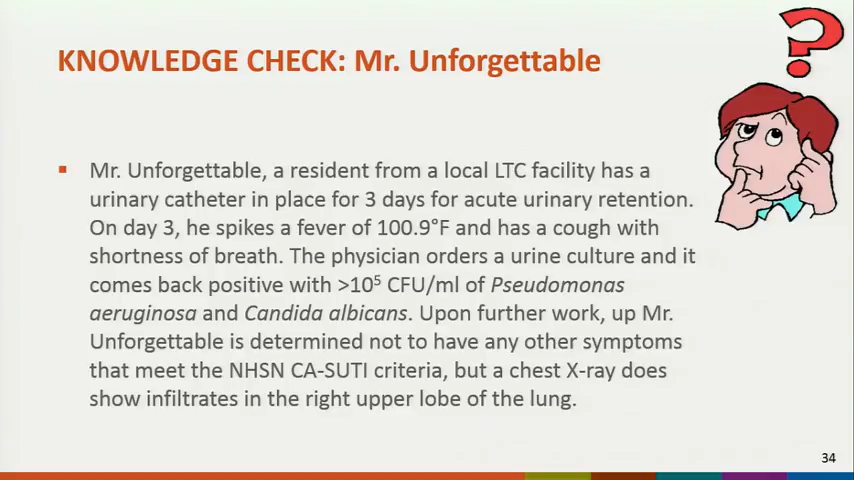 KNOWLEDGE CHECK: Mr. Unforgettable
▪ Mr. Unforgettable, a resident from a local LTC facility has a
urinary catheter in place for 3 days for acute urinary retention.
On day 3, he spikes a fever of 100.9°F and has a cough with
shortness of breath. The physician orders a urine culture and it
comes back positive with >10⁵ CFU/ml of Pseudomonas
aeruginosa and Candida albicans. Upon further work, up Mr.
Unforgettable is determined not to have any other symptoms
that meet the NHSN CA-SUTI criteria, but a chest X-ray does
show infiltrates in the right upper lobe of the lung.
34